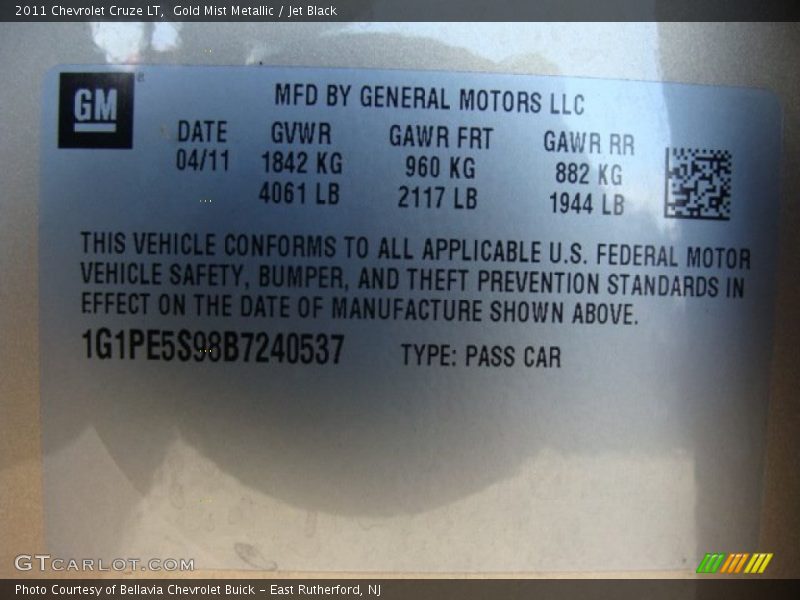 2011 Chevrolet Cruze LT,  Gold Mist Metallic / Jet Black
GM ®
MFD BY GENERAL MOTORS LLC
DATE GVWR GAWR FRT GAWR RR
04/11 1842 KG 960 KG 882 KG
4061 LB 2117 LB 1944 LB
THIS VEHICLE CONFORMS TO ALL APPLICABLE U.S. FEDERAL MOTOR
VEHICLE SAFETY, BUMPER, AND THEFT PREVENTION STANDARDS IN
EFFECT ON THE DATE OF MANUFACTURE SHOWN ABOVE.
1G1PE5S98B7240537 TYPE: PASS CAR
GTCARLOT.COM
Photo Courtesy of Bellavia Chevrolet Buick - East Rutherford, NJ